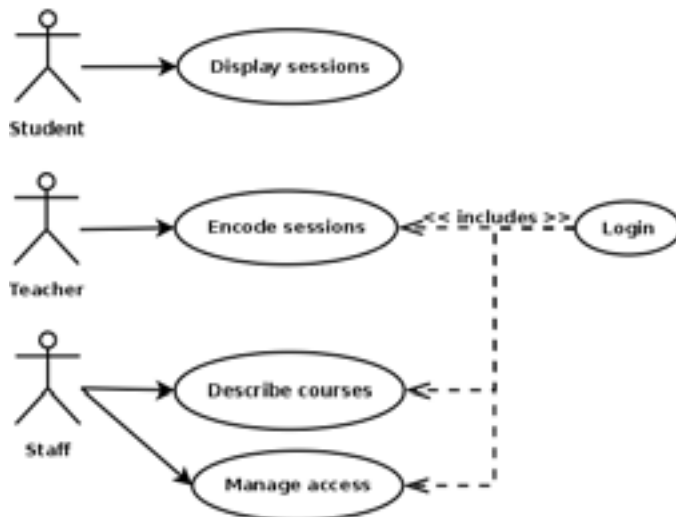 Display sessions
Student
<< includes >>
Encode sessions
Login
Teacher
Describe courses
Staff
Manage access